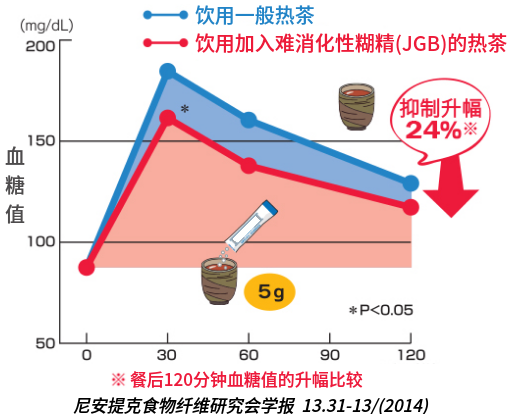 (mg/dL)
饮用一般热茶
饮用加入难消化性糊精(JGB)的热茶
200
150
100
50
血糖值
*
抑制升幅
24%※
5g
*P<0.05
0 30 60 90 120
※ 餐后120分钟血糖值的升幅比较
尼安提克食物纤维研究会学报 13.31-13/(2014)